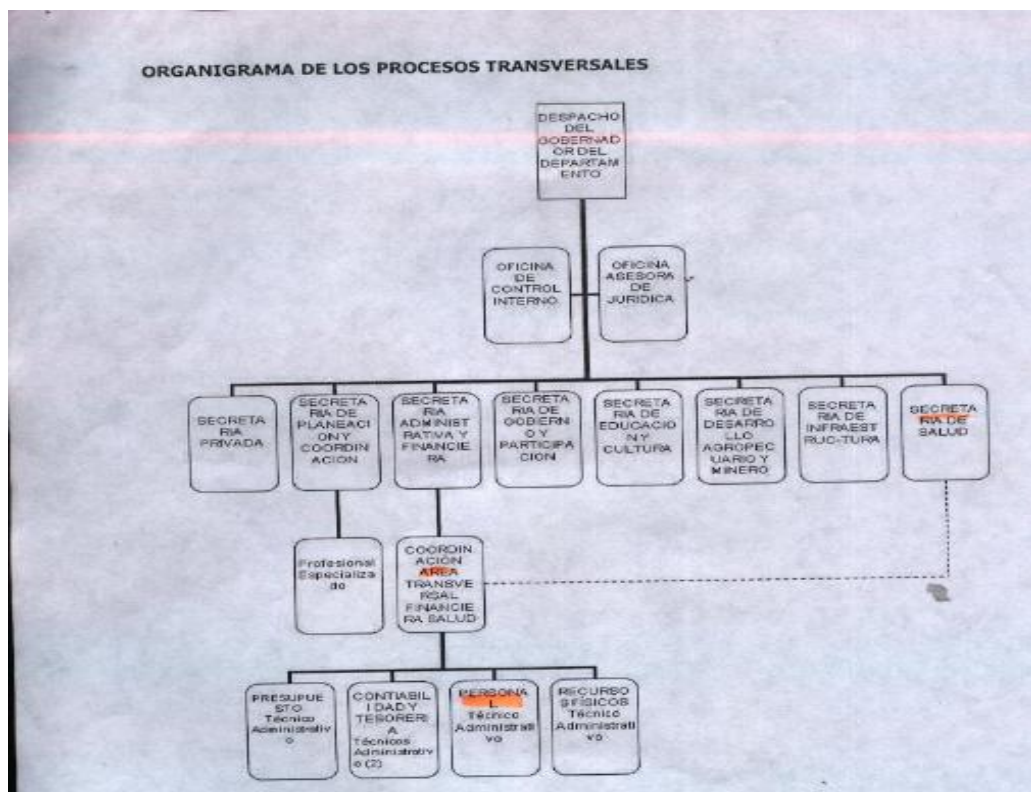 ORGANIGRAMA DE LOS PROCESOS TRANSVERSALES
DESPACHO
DEL
GOBERNAD
OR DEL
DEPARTAM
ENTO
OFICINA
DE
CONTROL
INTERNO
OFICINA
ASESORA
DE
JURIDICA
SECRETA
RIA
PRIVADA
SECRETA
RIA DE
PLANEACI
ON Y
COORDIN
ACION
SECRETA
RIA
ADMINIST
RATIVA Y
FINANCIE
RA
SECRETA
RIA DE
GOBIERN
O Y
PARTICIPA
CION
SECRETA
RIA DE
EDUCACIO
N Y
CULTURA
SECRETA
RIA DE
DESARRO
LLO
AGROPEC
UARIO Y
MINERO
SECRETA
RIA DE
INFRAEST
RUC-TURA
SECRETA
RIA DE
SALUD
Profesional
Especializa
do
COORDIN
ACIÓN
AREA
TRANSVE
RSAL
FINANCIE
RA SALUD
PRESUPUE
STO
Técnico
Administrativ
o
CONTIABIL
IDAD Y
TESORERI
A
Técnicos
Administrativ
o (2)
PERSONA
L
Técnico
Administrati
vo
RECURSO
S FISICOS
Técnico
Administrati
vo